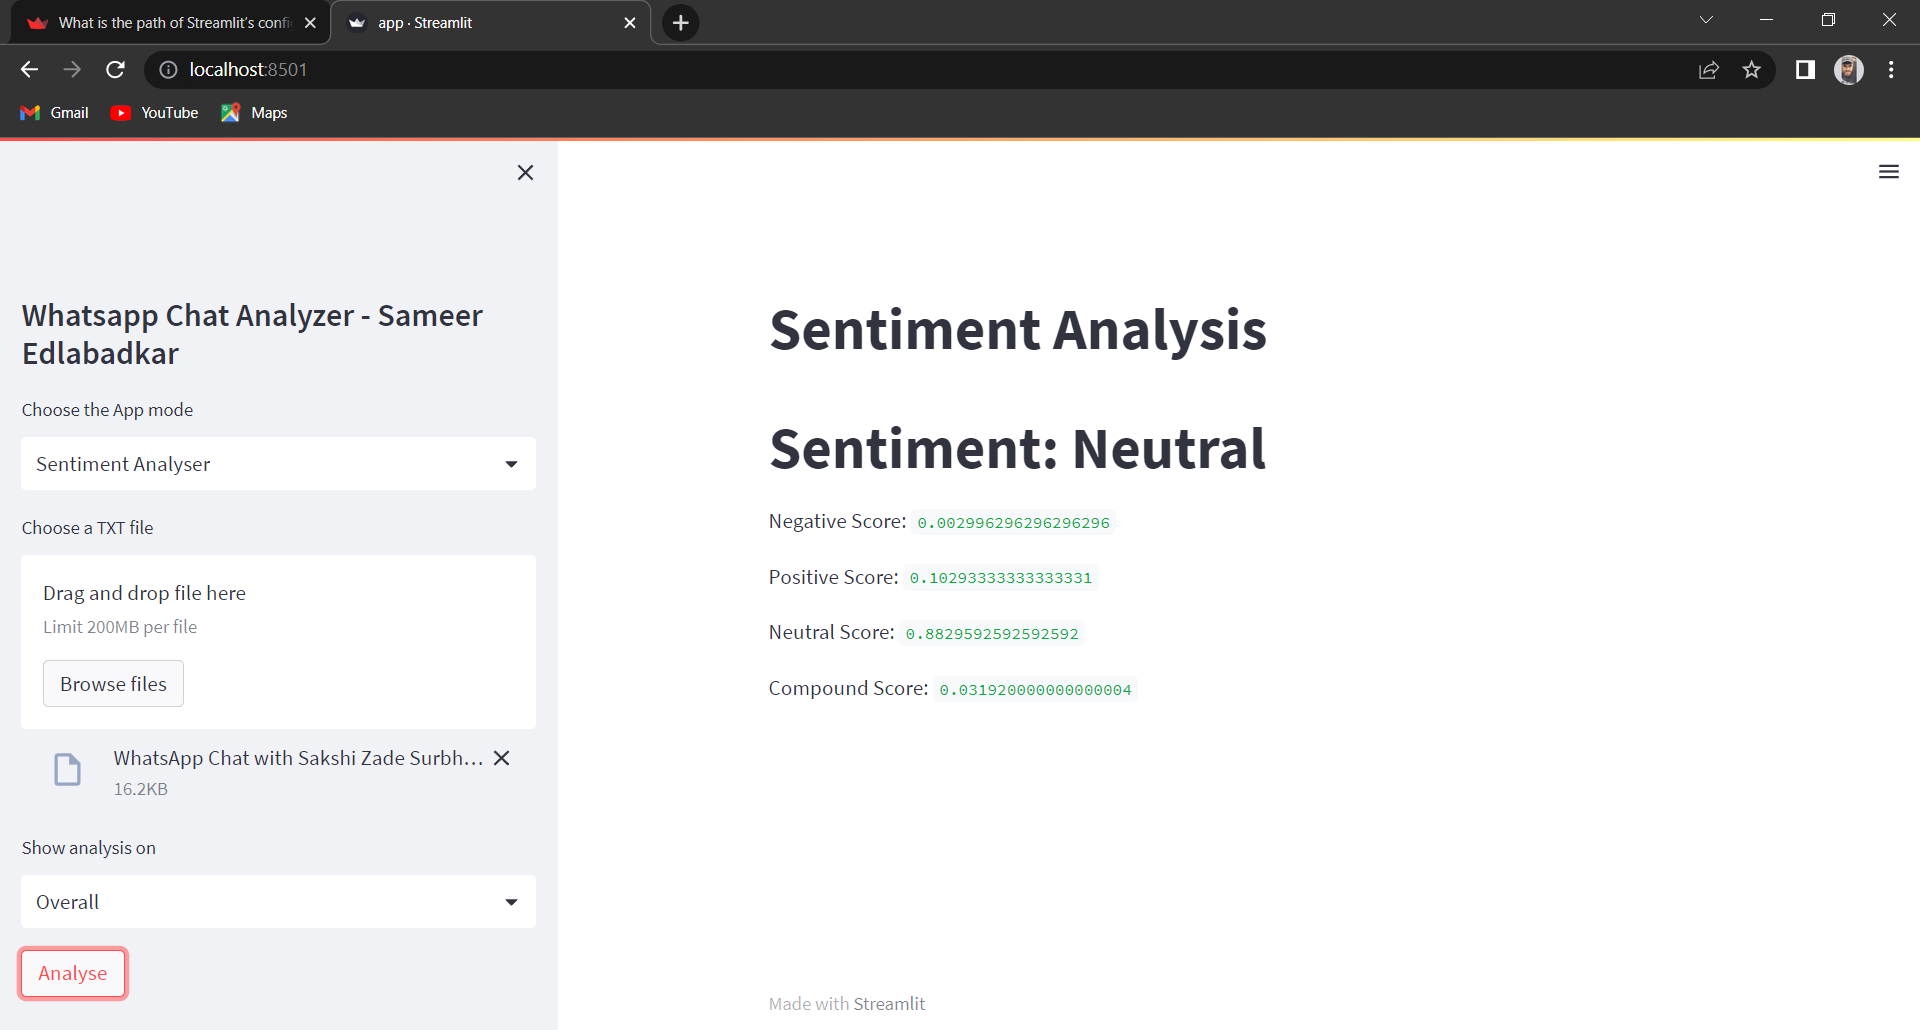 What is the path of Streamlit's confi
app · Streamlit
localhost:8501
Gmail
YouTube
Maps
Whatsapp Chat Analyzer - Sameer
Edlabadkar
Choose the App mode
Sentiment Analyser
Choose a TXT file
Drag and drop file here
Limit 200MB per file
Browse files
WhatsApp Chat with Sakshi Zade Surbh...
16.2KB
Show analysis on
Overall
Analyse
Sentiment Analysis
Sentiment: Neutral
Negative Score: 0.002996296296296296
Positive Score: 0.10293333333333331
Neutral Score: 0.8829592592592592
Compound Score: 0.031920000000000004
Made with Streamlit